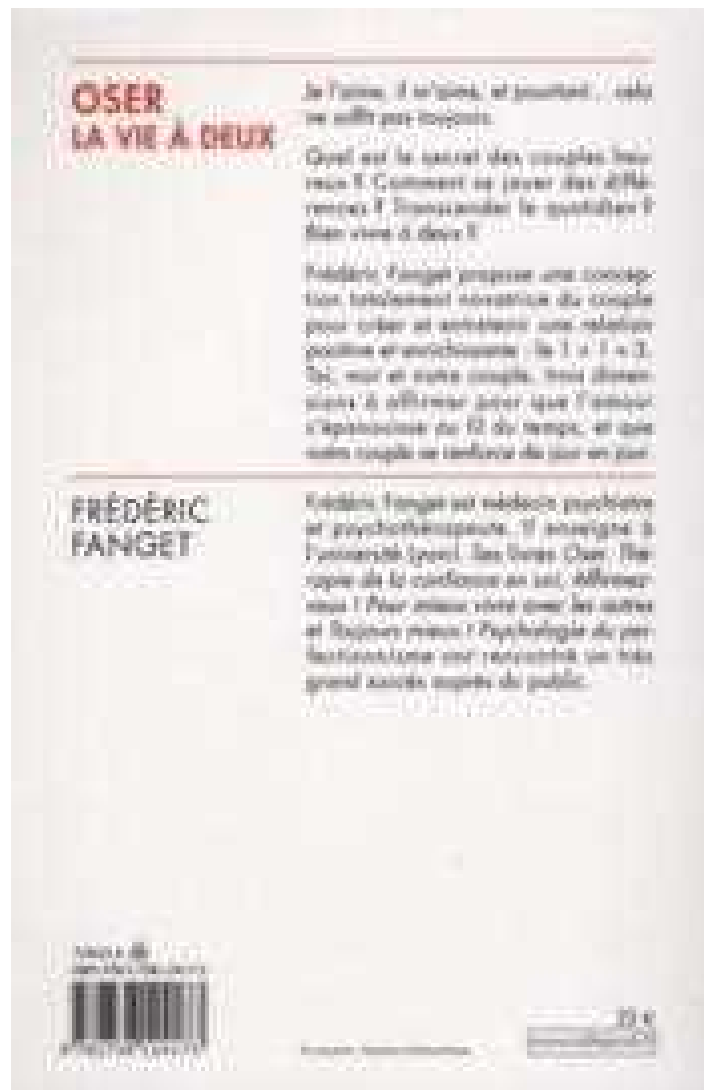 OSER
LA VIE À DEUX
Je l'aime, il m'aime, et pourtant... cela
ne suffit pas toujours.
Quel est le secret des couples heu-
reux ? Comment se jouer des diffé-
rences ? Transcender le quotidien ?
Bien vivre à deux ?
Frédéric Fanget propose une concep-
tion totalement novatrice du couple
pour créer et entretenir une relation
positive et enrichissante : le 1 + 1 = 3.
Toi, moi et notre couple, trois dimen-
sions à affirmer pour que l'amour
s'épanouisse au fil du temps, et que
notre couple se renforce de jour en jour.
FRÉDÉRIC
FANGET
Frédéric Fanget est médecin psychiatre
et psychothérapeute. Il enseigne à
l'université Lyon-I. Ses livres Oser. Thé-
rapie de la confiance en soi, Affirmez-
vous ! Pour mieux vivre avec les autres
et Toujours mieux ! Psychologie du per-
fectionnisme ont rencontré un très
grand succès auprès du public.